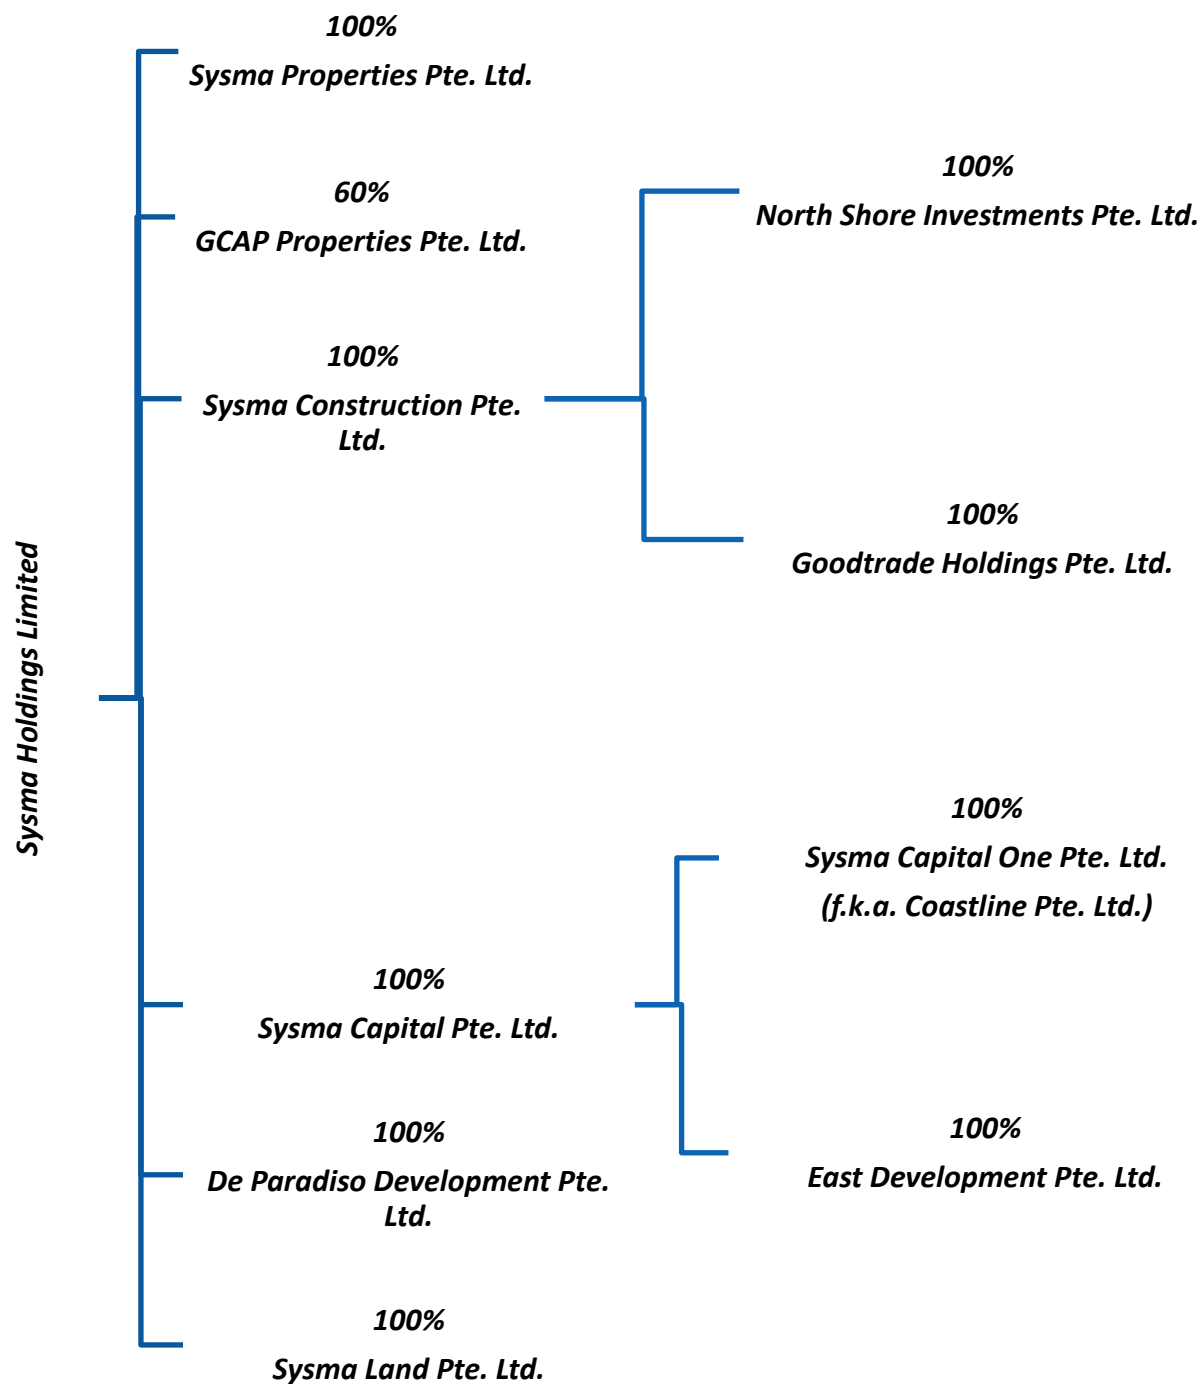 Sysma Holdings Limited
100%
Sysma Properties Pte. Ltd.
60%
GCAP Properties Pte. Ltd.
100%
Sysma Construction Pte.
Ltd.
100%
North Shore Investments Pte. Ltd.
100%
Goodtrade Holdings Pte. Ltd.
100%
Sysma Capital Pte. Ltd.
100%
Sysma Capital One Pte. Ltd.
(f.k.a. Coastline Pte. Ltd.)
100%
East Development Pte. Ltd.
100%
De Paradiso Development Pte.
Ltd.
100%
Sysma Land Pte. Ltd.